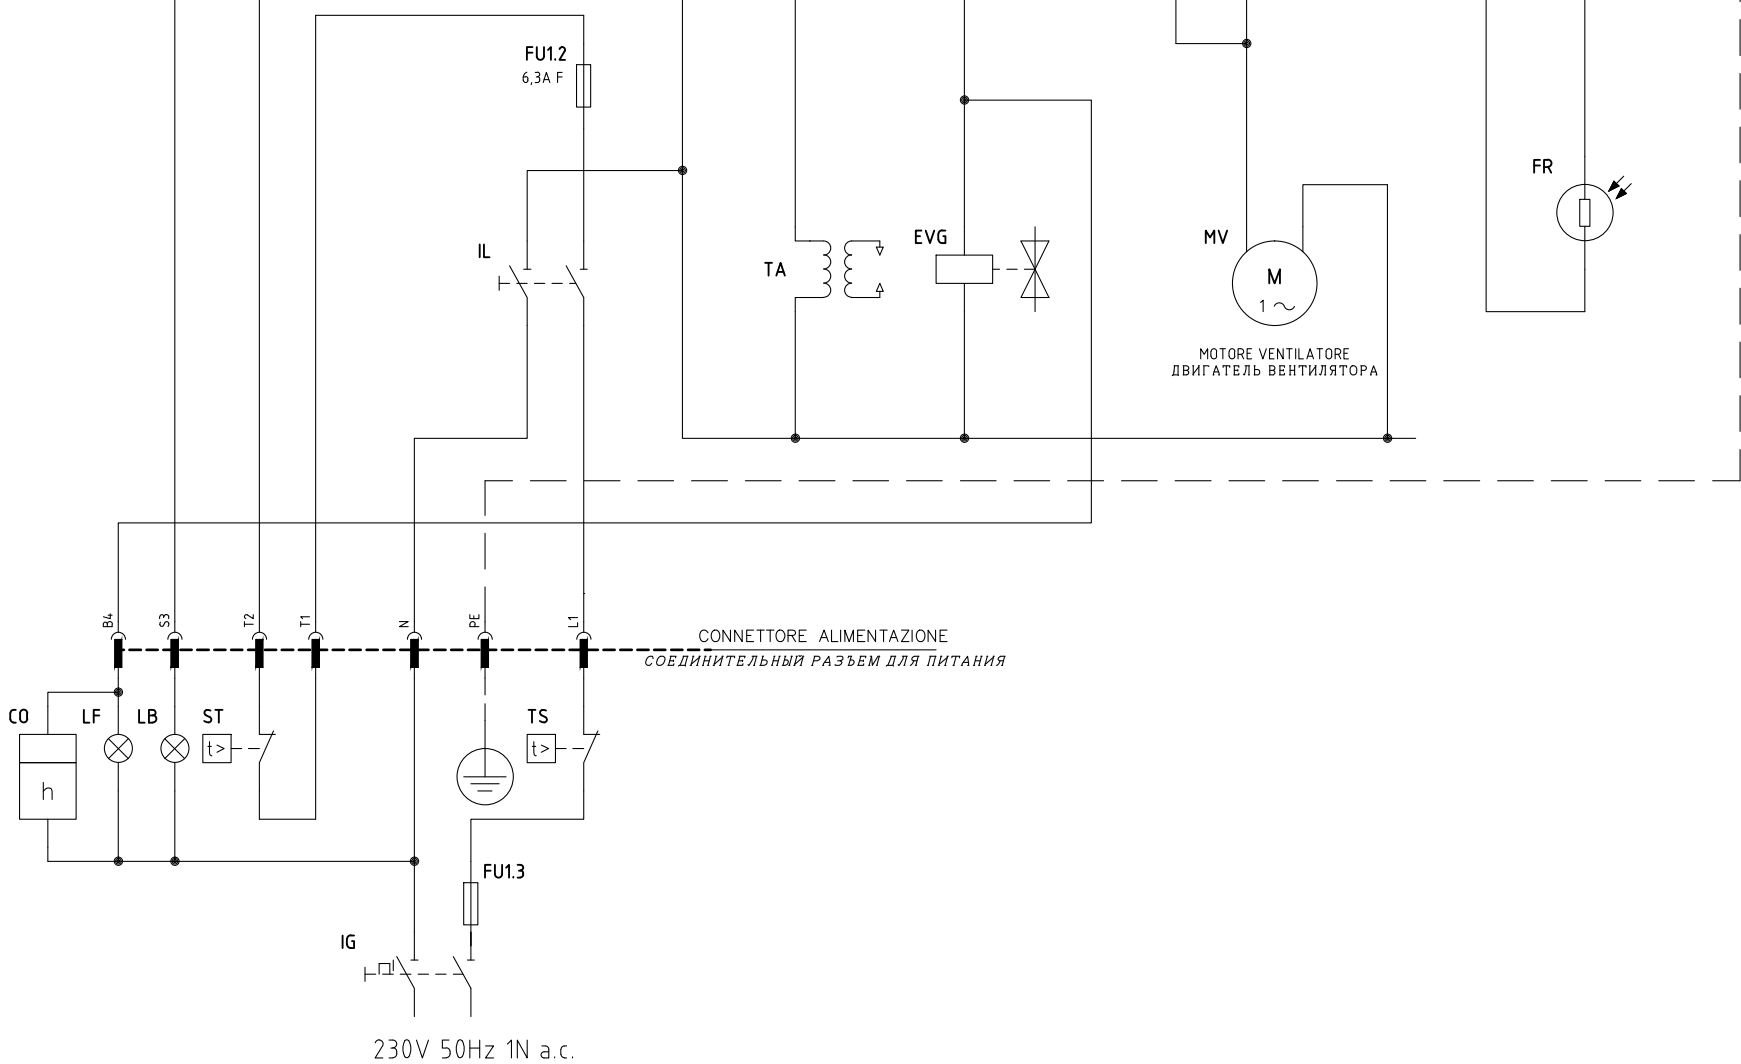 FU1.2
6,3A F
FR
IL
TA
EVG
MV
M
1 ~
MOTORE VENTILATORE
ДВИГАТЕЛЬ ВЕНТИЛЯТОРА
B4
S3
T2
T1
N
PE
L1
CONNETTORE ALIMENTAZIONE
СОЕДИНИТЕЛЬНЫЙ РАЗЪЕМ ДЛЯ ПИТАНИЯ
CO
LF
LB
ST
TS
t>
t>
h
FU1.3
IG
230V 50Hz 1N a.c.